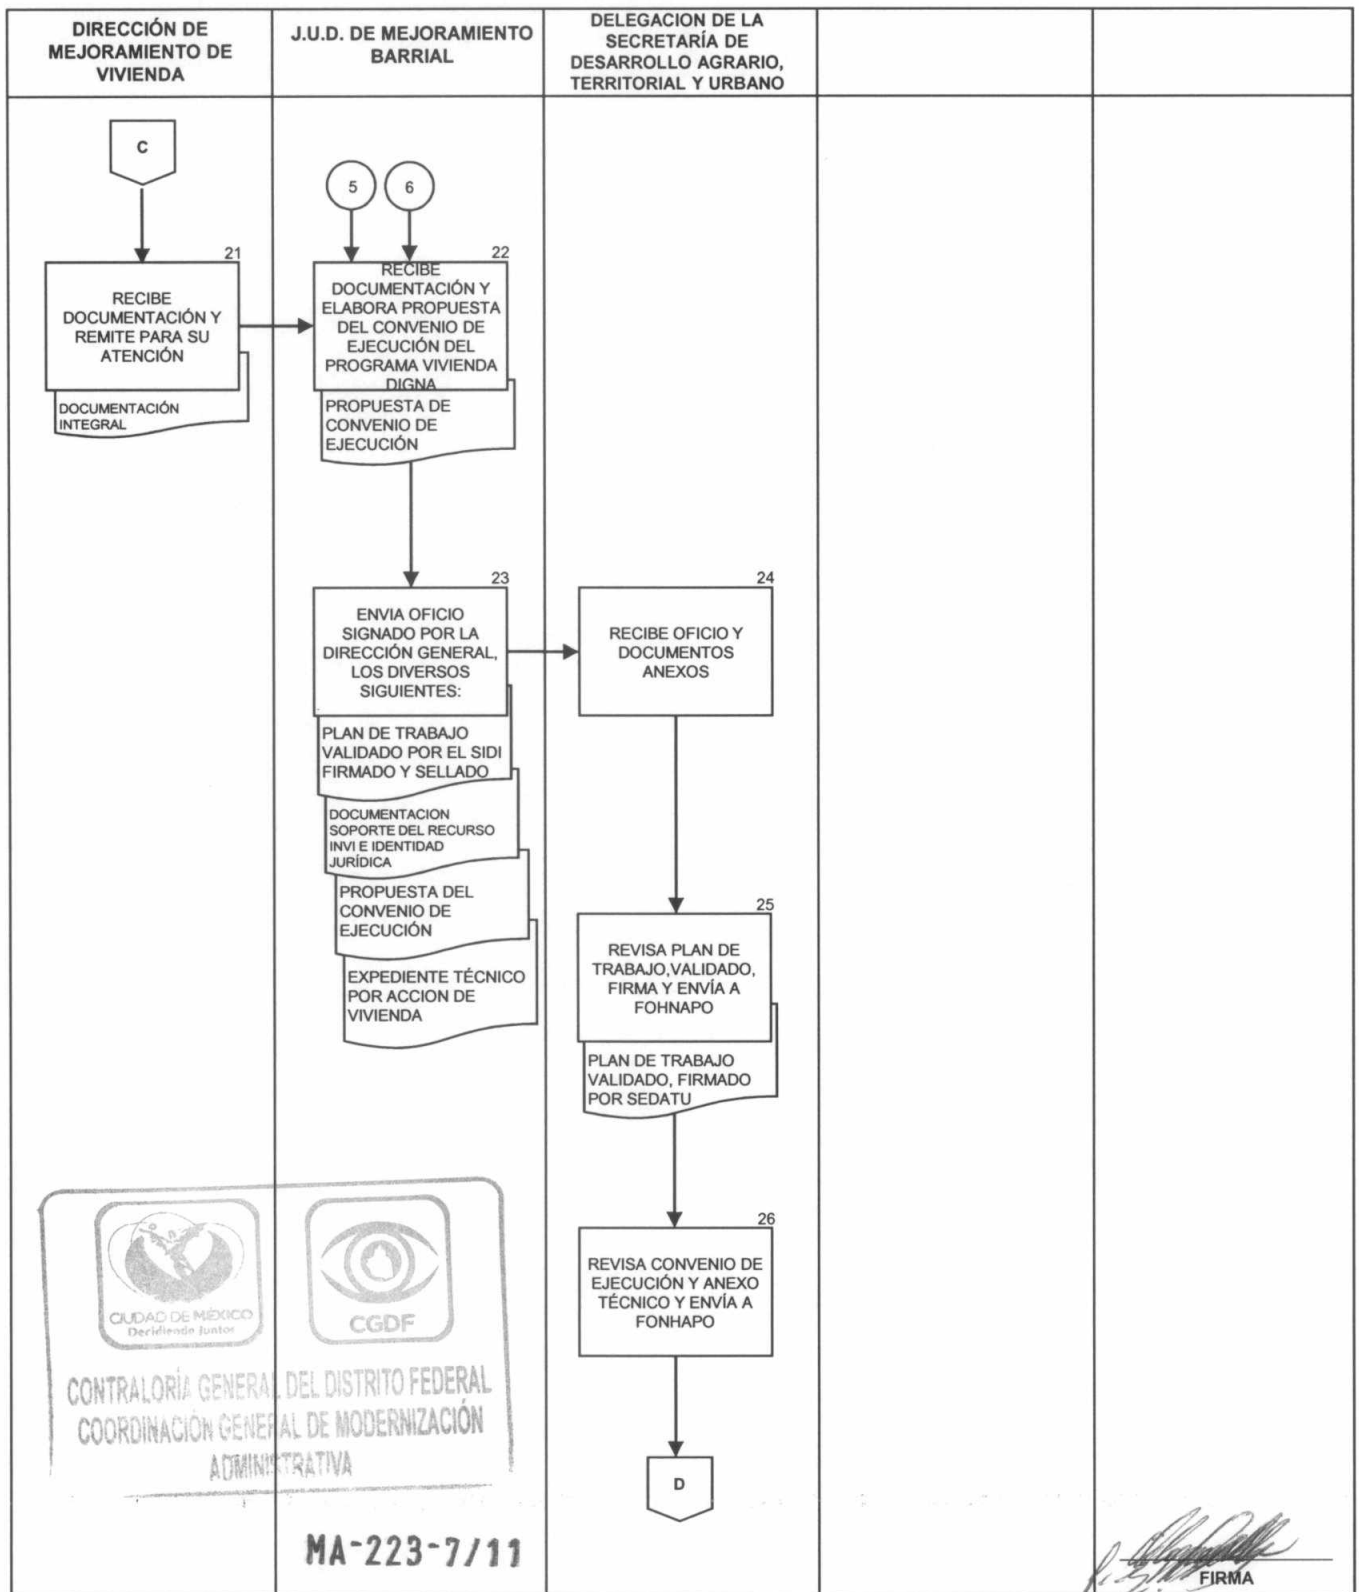 DIRECCIÓN DE
MEJORAMIENTO DE
VIVIENDA
J.U.D. DE MEJORAMIENTO
BARRIAL
DELEGACION DE LA
SECRETARÍA DE
DESARROLLO AGRARIO,
TERRITORIAL Y URBANO
C
5
6
21
RECIBE
DOCUMENTACIÓN Y
REMITE PARA SU
ATENCIÓN
DOCUMENTACIÓN
INTEGRAL
22
RECIBE
DOCUMENTACIÓN Y
ELABORA PROPUESTA
DEL CONVENIO DE
EJECUCIÓN DEL
PROGRAMA VIVIENDA
DIGNA
PROPUESTA DE
CONVENIO DE
EJECUCIÓN
23
ENVIA OFICIO
SIGNADO POR LA
DIRECCIÓN GENERAL,
LOS DIVERSOS
SIGUIENTES:
PLAN DE TRABAJO
VALIDADO POR EL SIDI
FIRMADO Y SELLADO
DOCUMENTACION
SOPORTE DEL RECURSO
INVI E IDENTIDAD
JURÍDICA
PROPUESTA DEL
CONVENIO DE
EJECUCIÓN
EXPEDIENTE TÉCNICO
POR ACCION DE
VIVIENDA
24
RECIBE OFICIO Y
DOCUMENTOS
ANEXOS
25
REVISA PLAN DE
TRABAJO,VALIDADO,
FIRMA Y ENVÍA A
FOHNAPO
PLAN DE TRABAJO
VALIDADO, FIRMADO
POR SEDATU
26
REVISA CONVENIO DE
EJECUCIÓN Y ANEXO
TÉCNICO Y ENVÍA A
FONHAPO
D
CIUDAD DE MÉXICO
Decidiendo Juntos
CGDF
CONTRALORÍA GENERAL DEL DISTRITO FEDERAL
COORDINACIÓN GENERAL DE MODERNIZACIÓN
ADMINISTRATIVA
MA-223-7/11
FIRMA